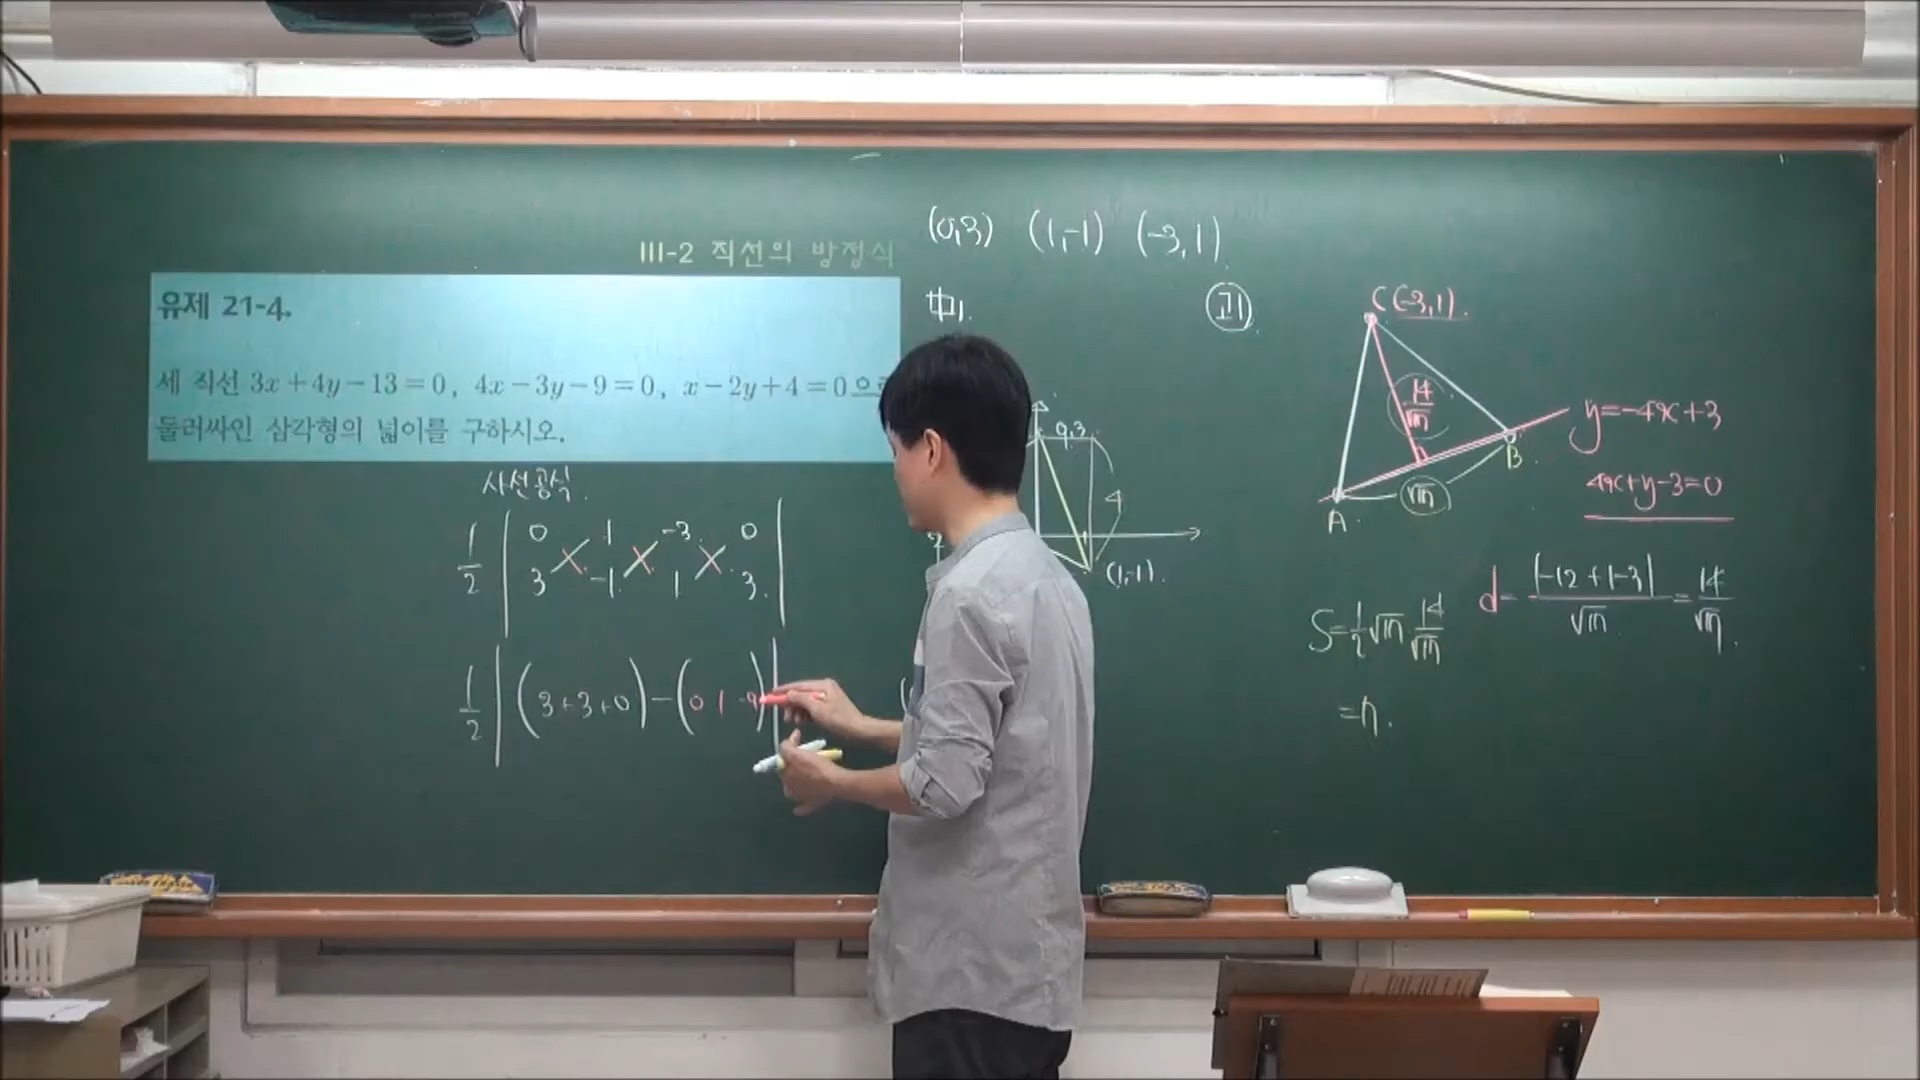 III-2 직선의 방정식
유제 21-4.
세 직선 3x+4y-13=0, 4x-3y-9=0, x-2y+4=0
둘러싸인 삼각형의 넓이를 구하시오.
사선공식.
1/2 | 0 1 -3 0 |
3 -1 1 3.
1/2 | (3+3+0)-(0 1 -9) |
(0,3) (1,-1) (-3,1)
중1.
4
(1,-1).
고1.
C(-3,1).
14/√17
B.
√17
A.
y=-4x+3
4x+y-3=0
d= |-12+1-3|/√17 = 14/√17.
S=1/2 √17 14/√17
=7.